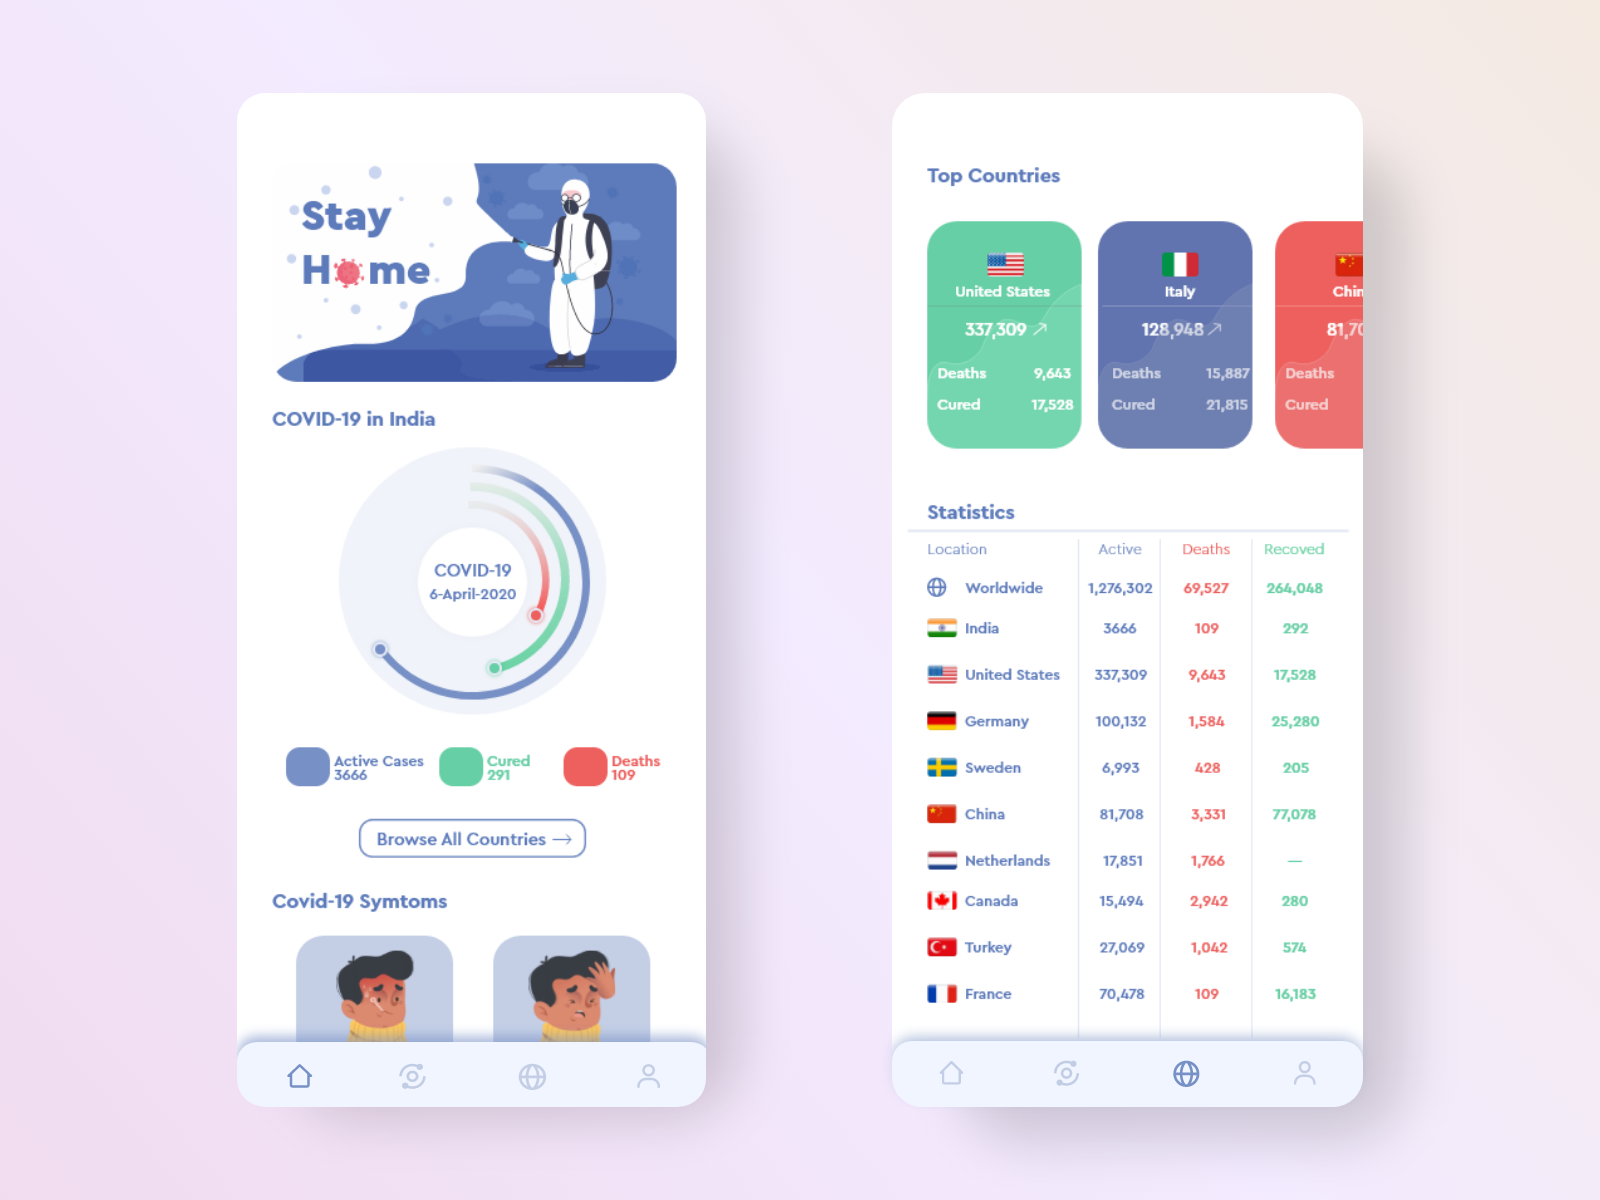 Stay
Home
COVID-19 in India
COVID-19
6-April-2020
Active Cases
3666
Cured
291
Deaths
109
Browse All Countries
Covid-19 Symtoms
Top Countries
United States
337,309
Deaths 9,643
Cured 17,528
Italy
128,948
Deaths 15,887
Cured 21,815
Chin
81,70
Deaths
Cured
Statistics
Location Active Deaths Recoved
Worldwide 1,276,302 69,527 264,048
India 3666 109 292
United States 337,309 9,643 17,528
Germany 100,132 1,584 25,280
Sweden 6,993 428 205
China 81,708 3,331 77,078
Netherlands 17,851 1,766 —
Canada 15,494 2,942 280
Turkey 27,069 1,042 574
France 70,478 109 16,183